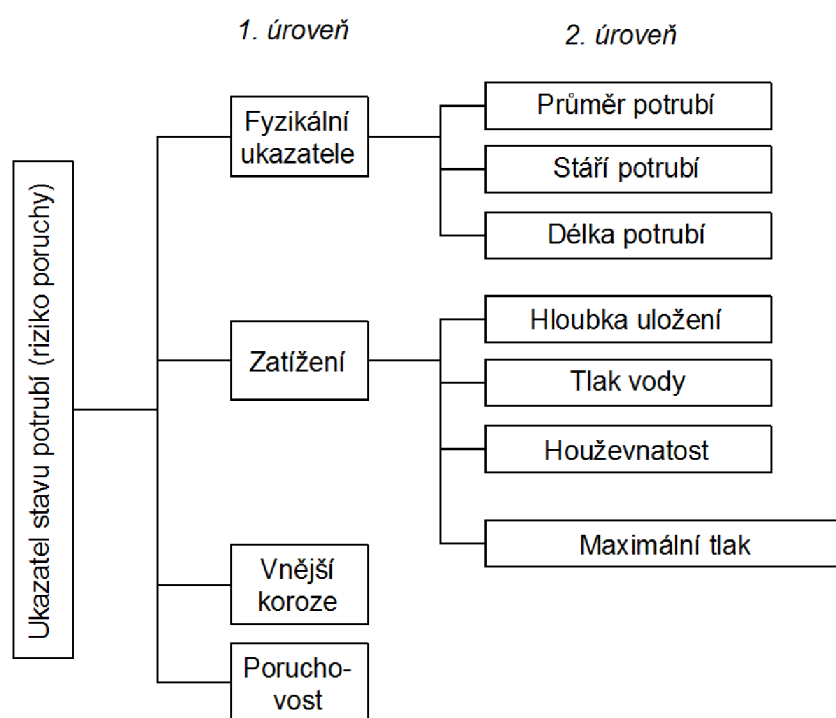 1. úroveň
2. úroveň
Ukazatel stavu potrubí (riziko poruchy)
Fyzikální
ukazatele
Průměr potrubí
Stáří potrubí
Délka potrubí
Zatížení
Hloubka uložení
Tlak vody
Houževnatost
Maximální tlak
Vnější
koroze
Porucho-
vost